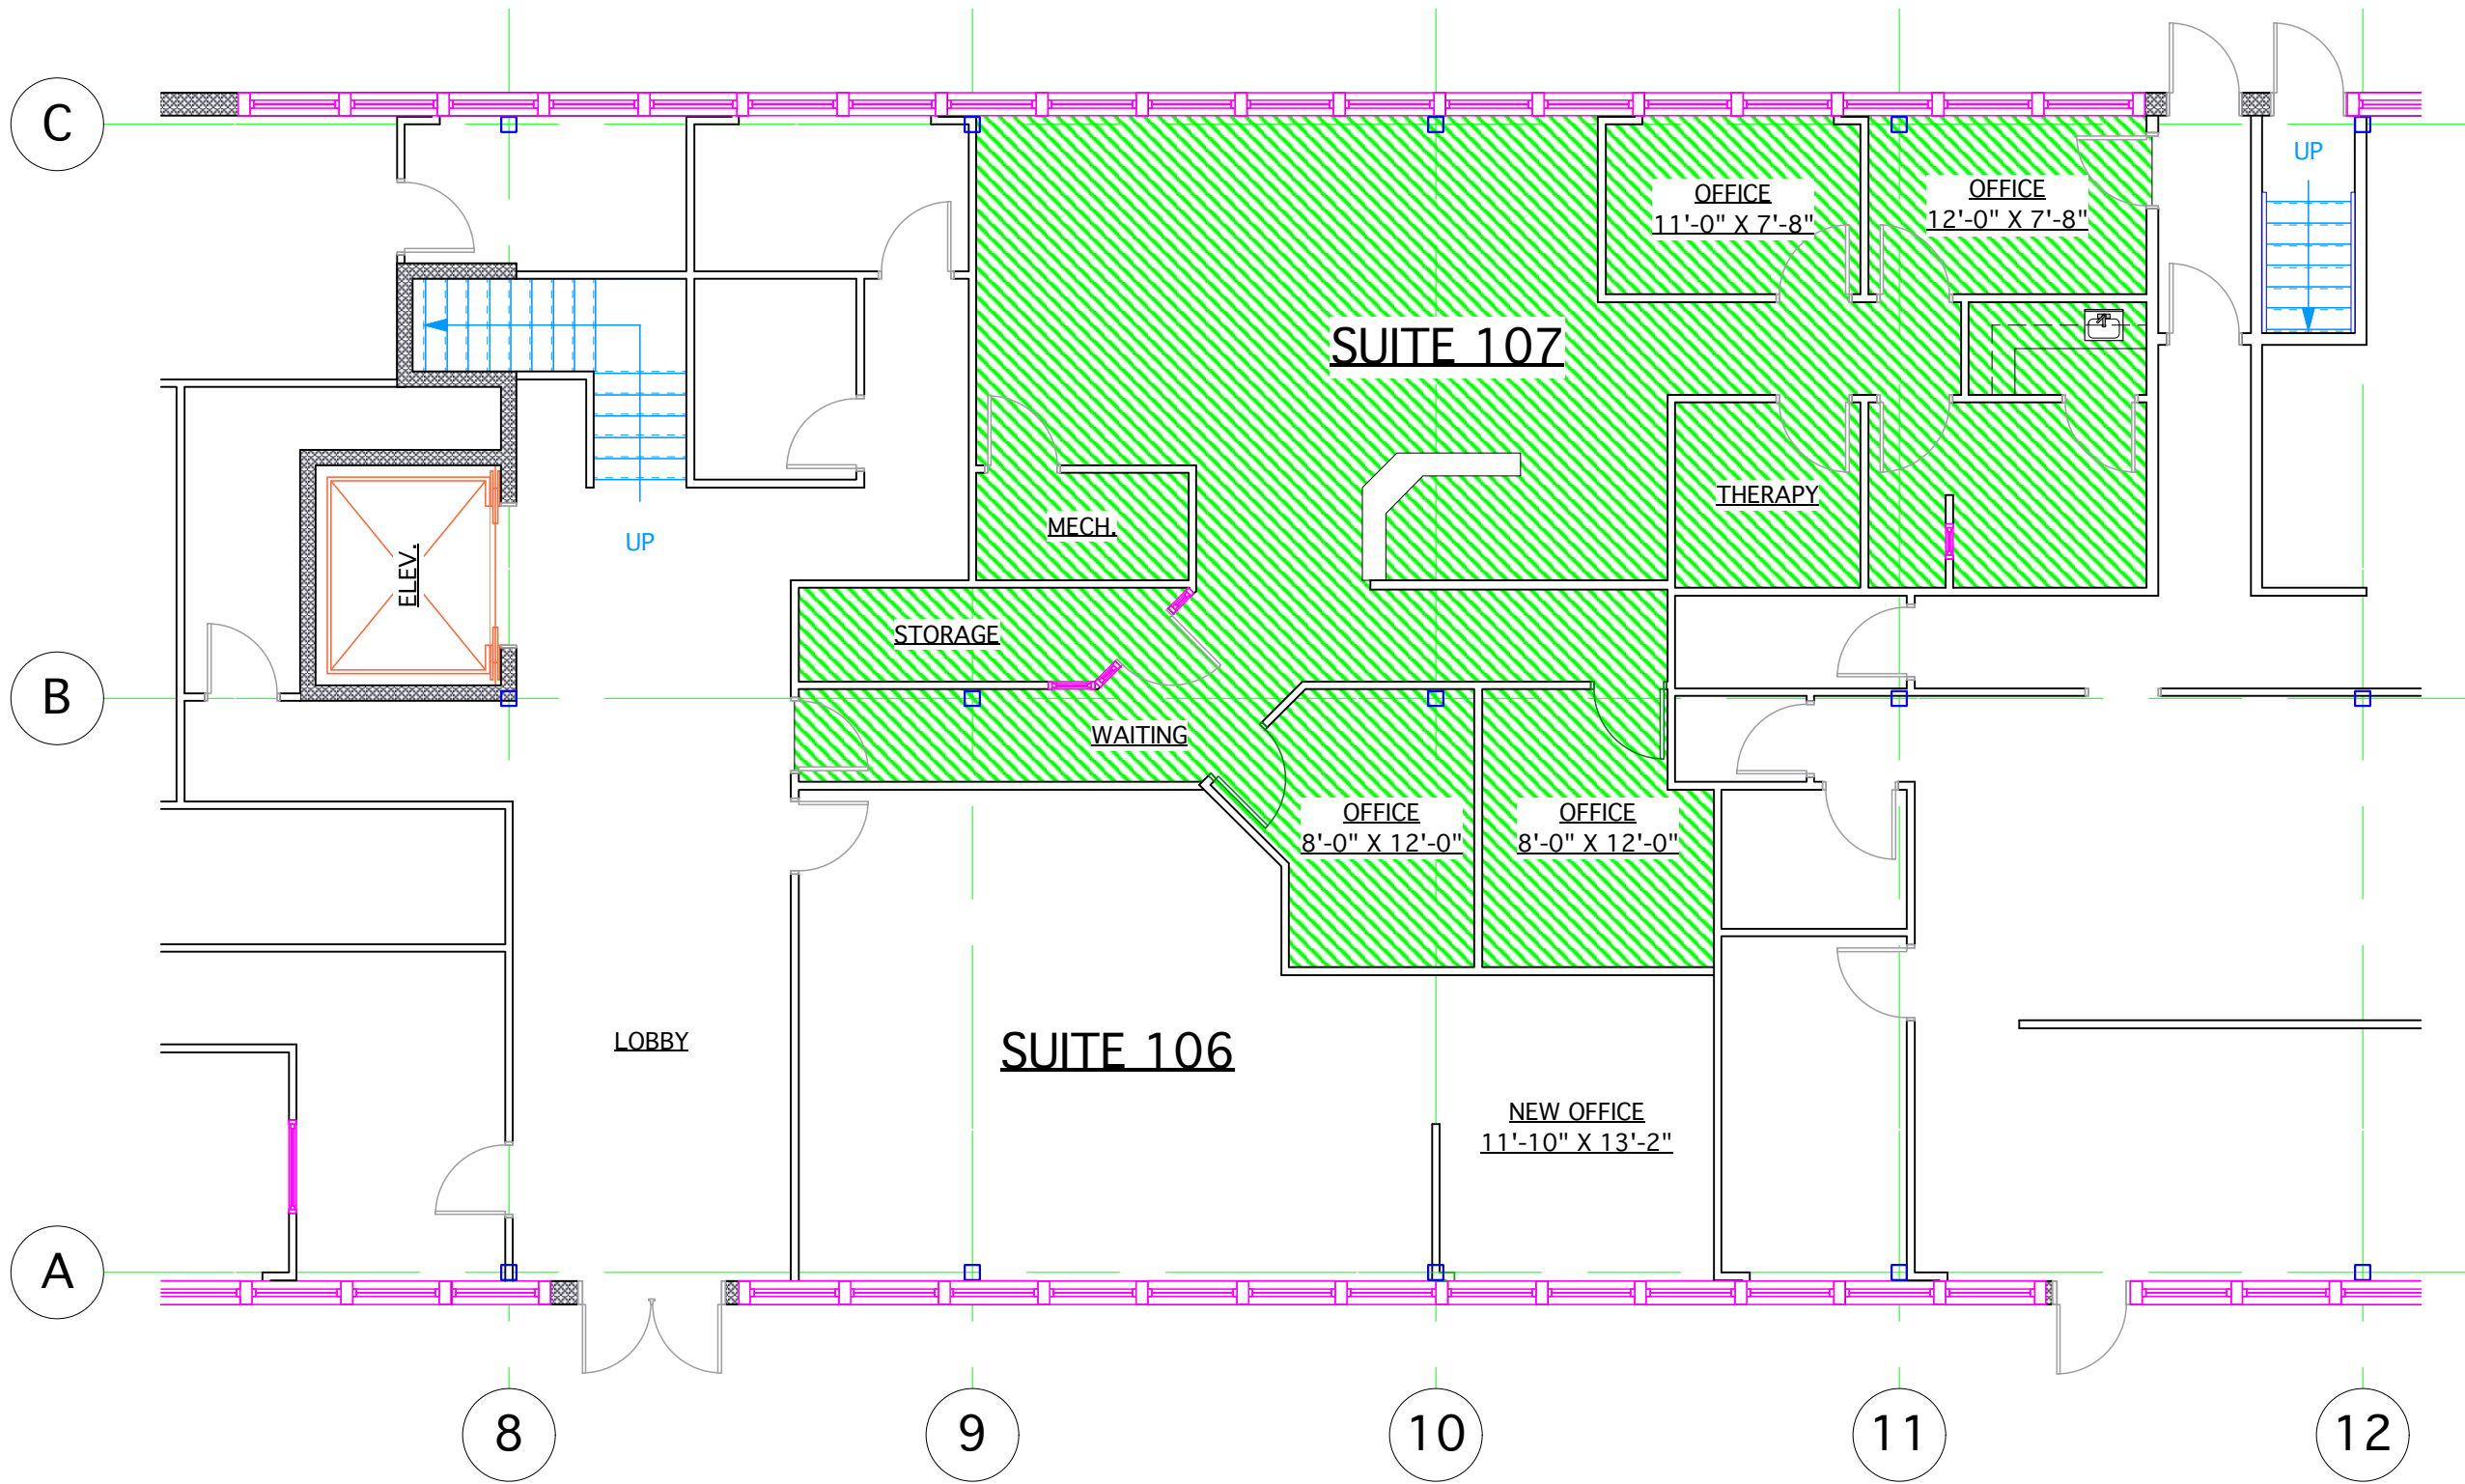 C
UP
OFFICE
11'-0" X 7'-8"
OFFICE
12'-0" X 7'-8"
SUITE 107
THERAPY
MECH.
UP
ELEV.
STORAGE
B
WAITING
OFFICE
8'-0" X 12'-0"
OFFICE
8'-0" X 12'-0"
LOBBY
SUITE 106
NEW OFFICE
11'-10" X 13'-2"
A
8
9
10
11
12